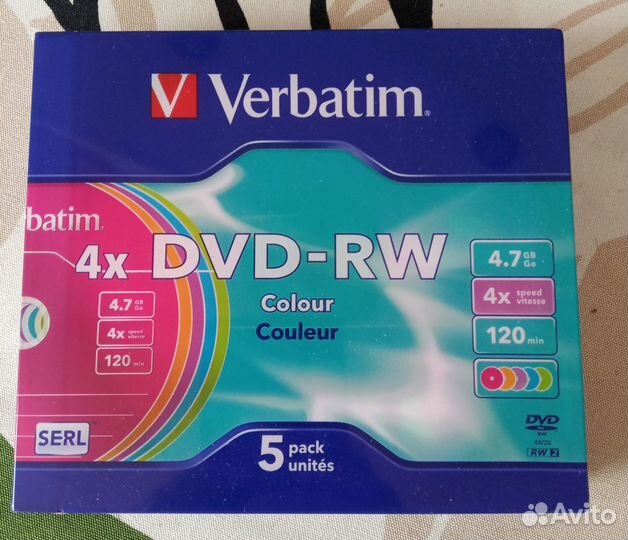 Verbatim®
batim
4x DVD-RW
Colour
Couleur
4.7 GB Go
4x speed vitesse
120 min
4.7 GB Go
4x speed vitesse
120 min
SERL
5 pack unités
DVD
RW
4X/2X
RW 2
Avito